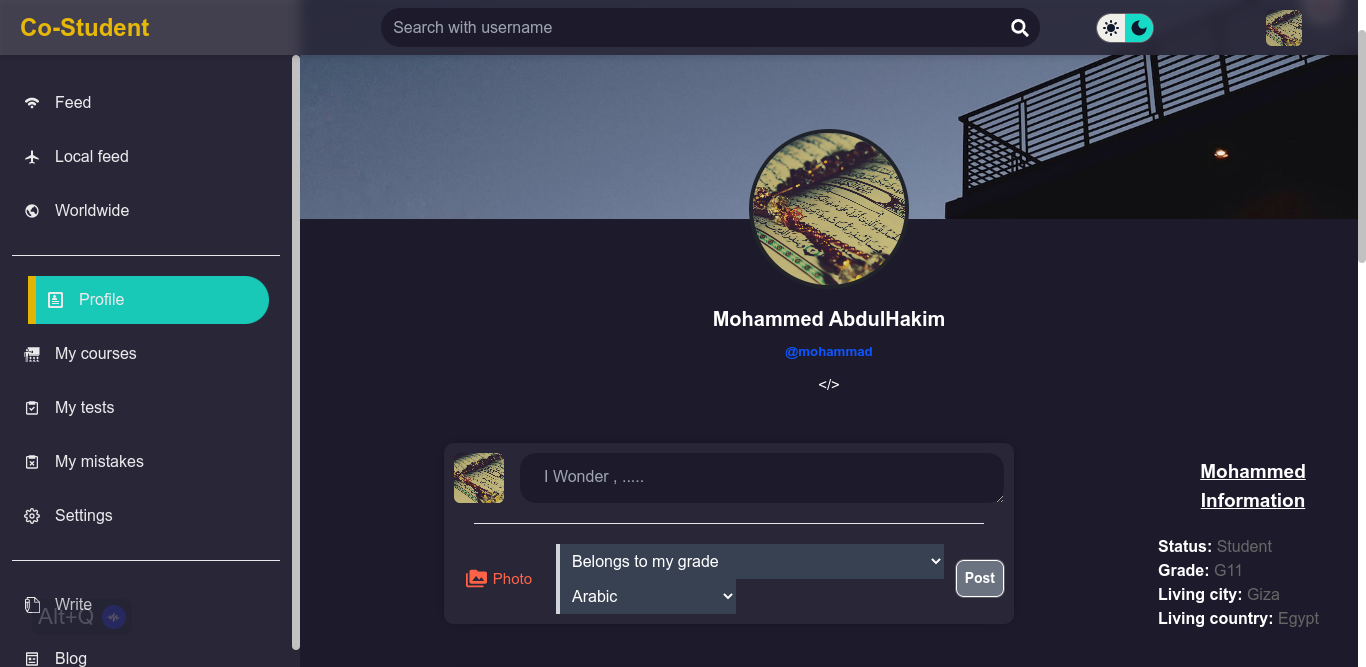 Co-Student
Search with username
Feed
Local feed
Worldwide
Profile
My courses
My tests
My mistakes
Settings
Write
Alt+Q
Blog
Mohammed AbdulHakim
@mohammad
</>
I Wonder , .....
Photo
Belongs to my grade
Arabic
Post
Mohammed
Information
Status: Student
Grade: G11
Living city: Giza
Living country: Egypt